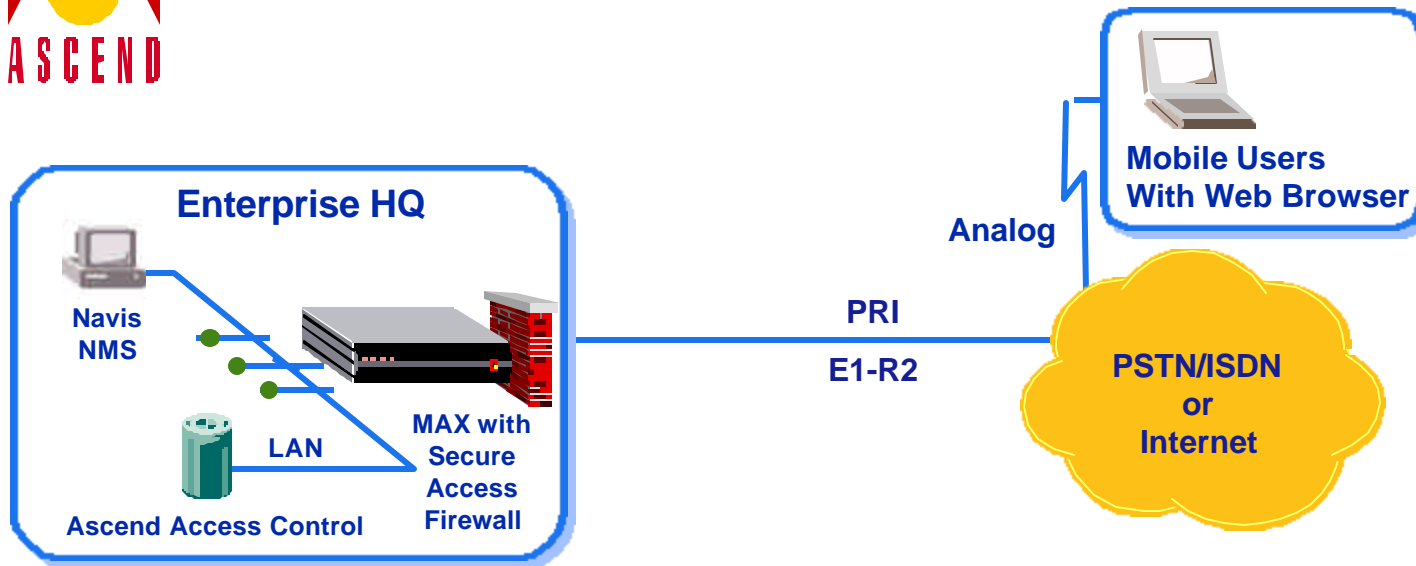 ASCEND
Enterprise HQ
Navis
NMS
LAN
MAX with
Secure
Access
Firewall
Ascend Access Control
PRI
E1-R2
Analog
Mobile Users
With Web Browser
PSTN/ISDN
or
Internet